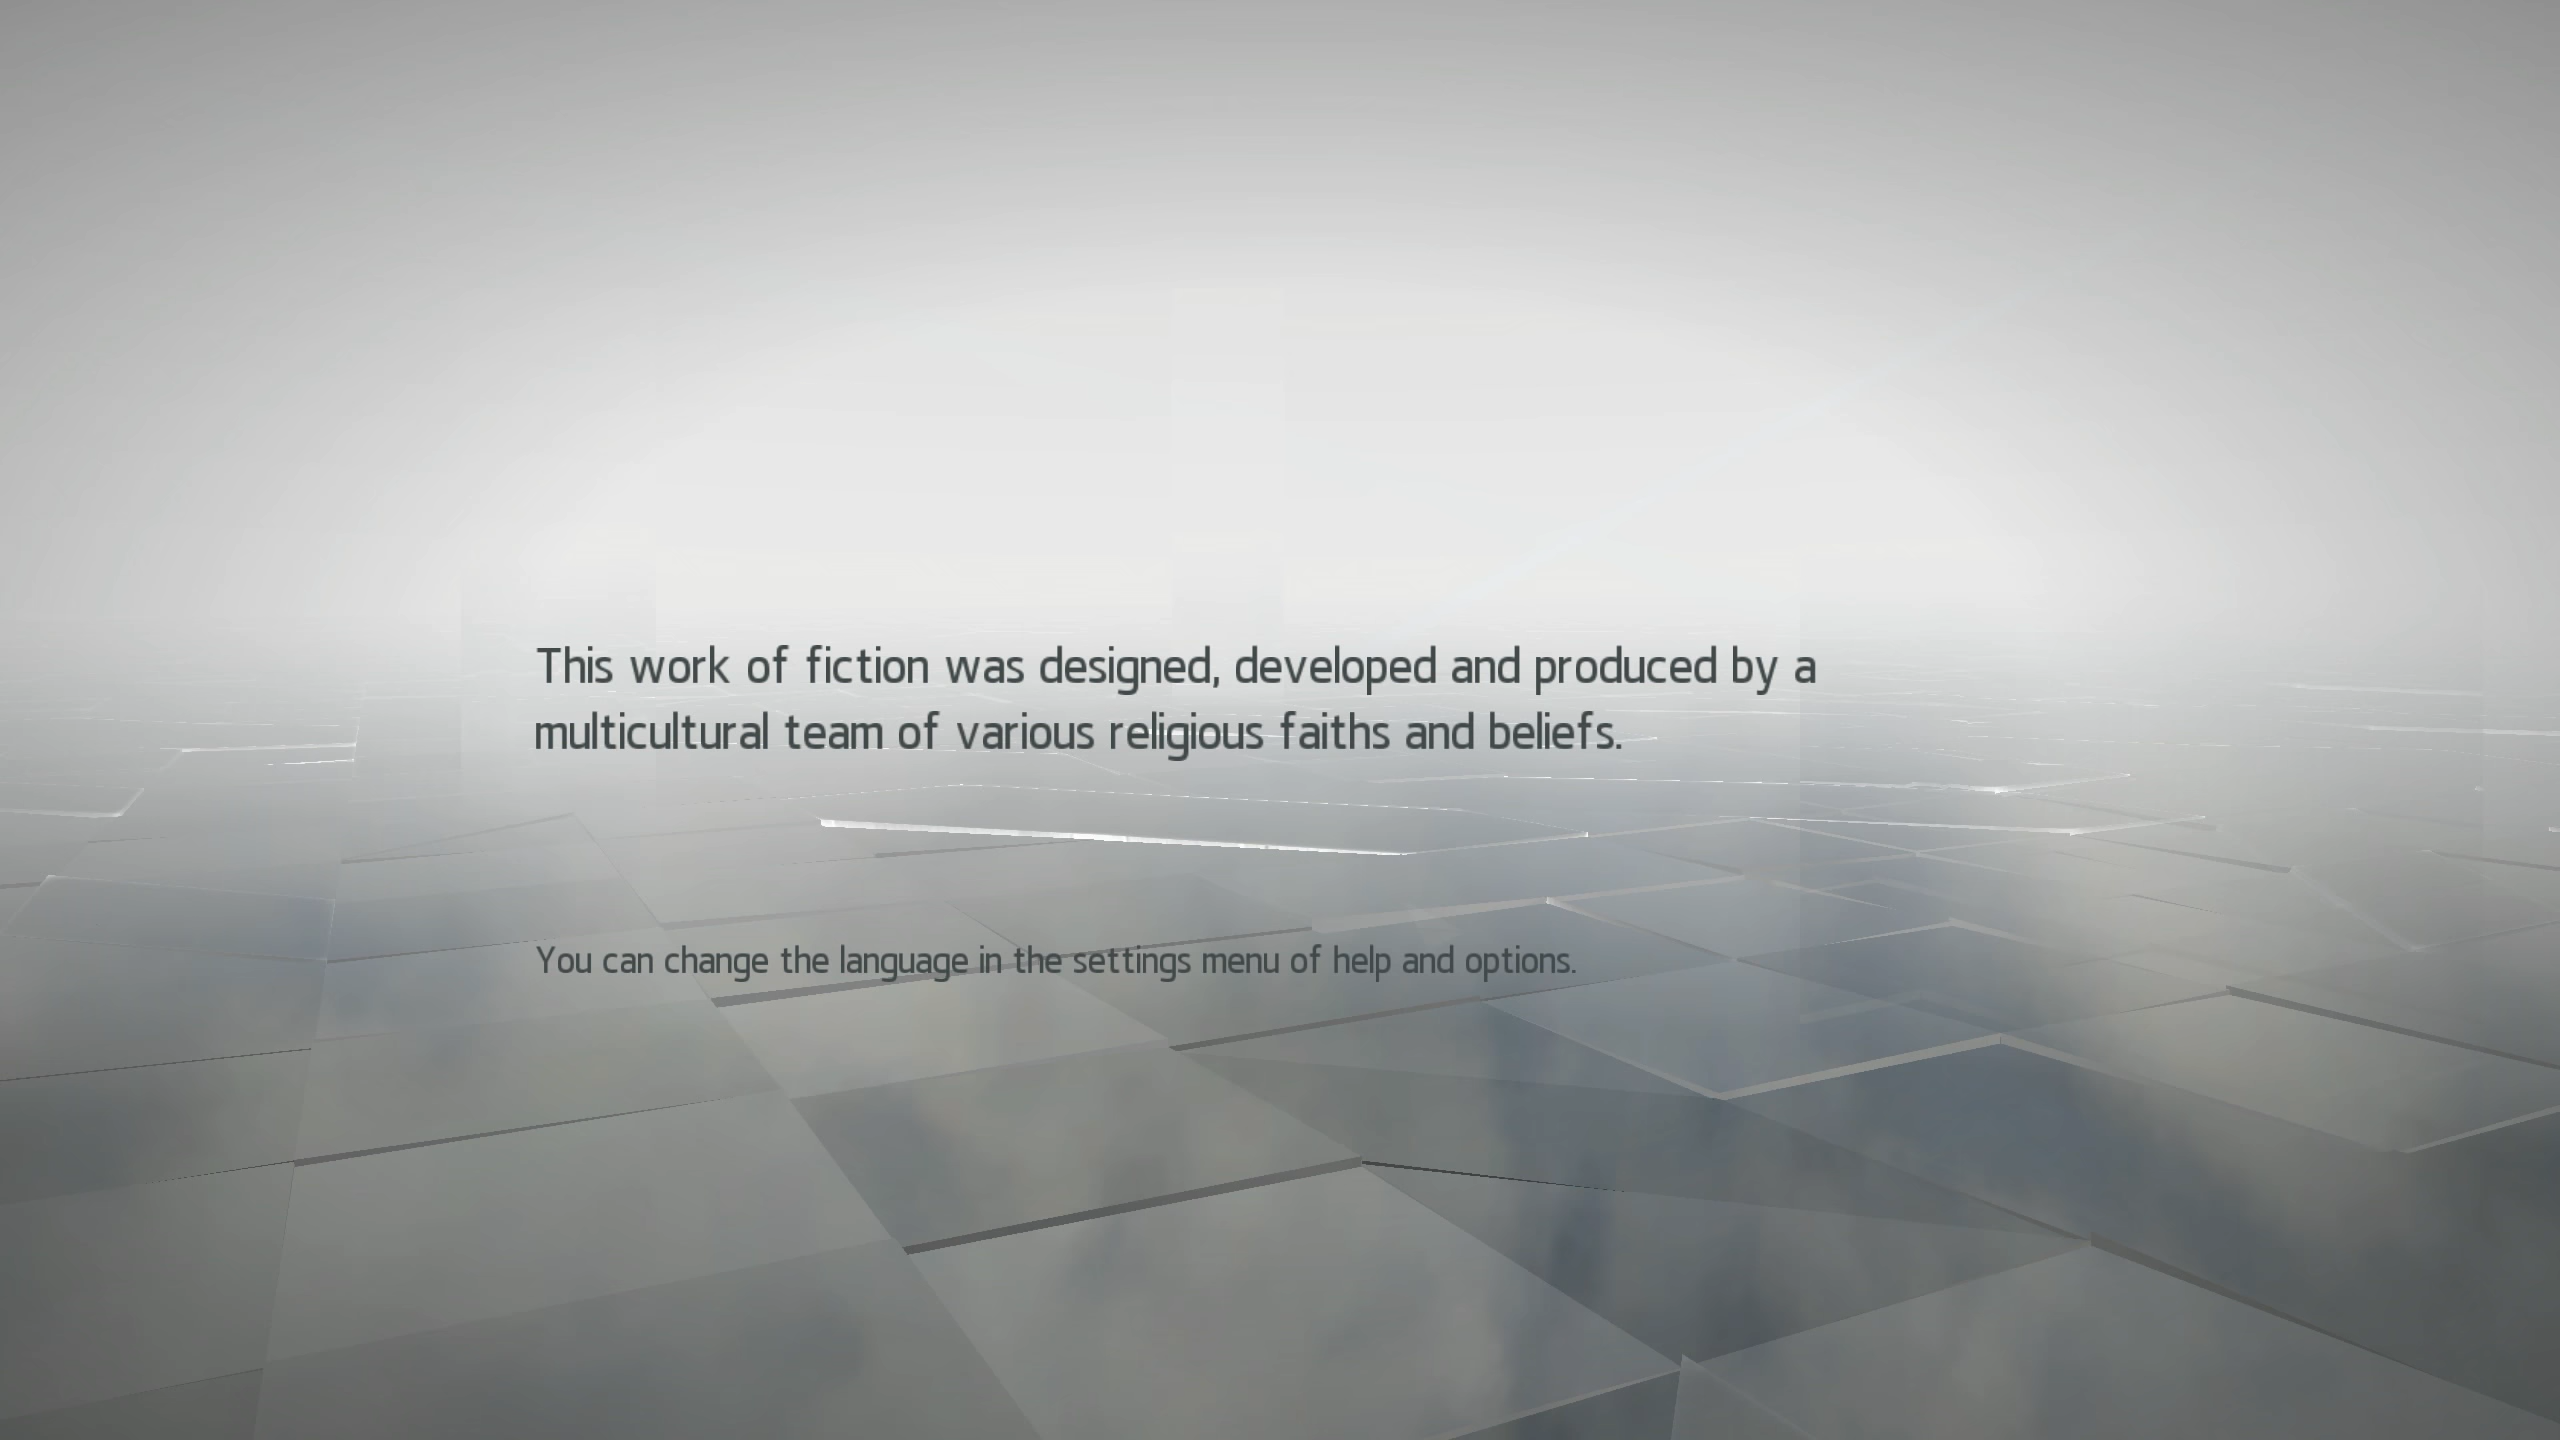 This work of fiction was designed, developed and produced by a
multicultural team of various religious faiths and beliefs.
You can change the language in the settings menu of help and options.